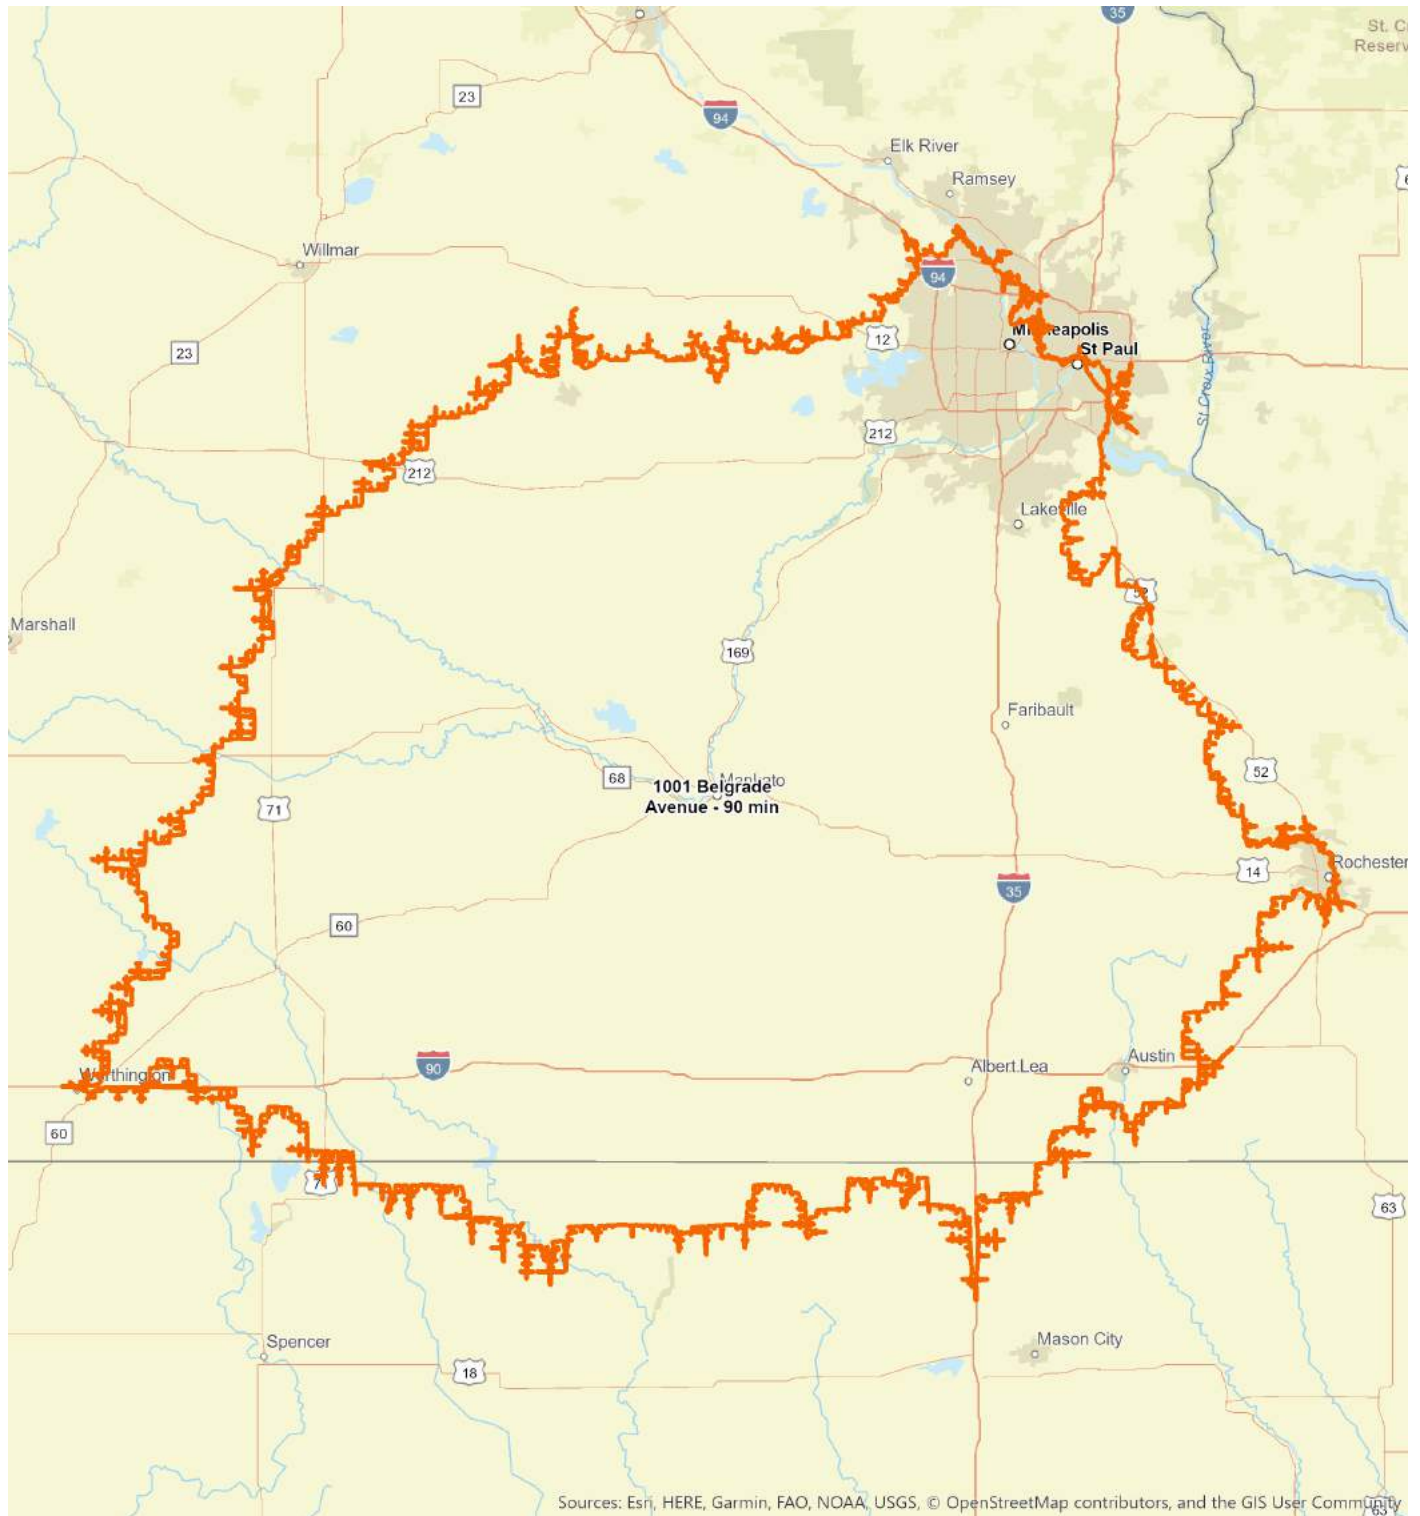 35
St. C
Reserv
23
94
Elk River
Ramsey
Willmar
94
23
12
Minneapolis
St Paul
St Croix River
212
212
Lakeville
52
Marshall
169
Faribault
52
68
Mankato
1001 Belgrade
Avenue - 90 min
71
14
Rochester
35
60
90
Albert Lea
Austin
Worthington
60
63
Spencer
Mason City
18
Sources: Esri, HERE, Garmin, FAO, NOAA, USGS, © OpenStreetMap contributors, and the GIS User Community
63